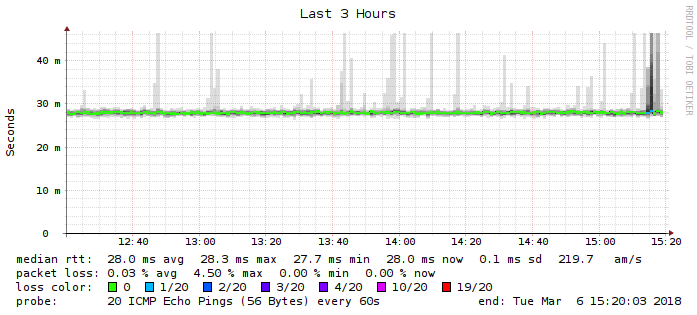 Last 3 Hours
RRDTOOL / TOBI OETIKER
Seconds
40 m
30 m
20 m
10 m
0
12:40 13:00 13:20 13:40 14:00 14:20 14:40 15:00 15:20
median rtt: 28.0 ms avg 28.3 ms max 27.7 ms min 28.0 ms now 0.1 ms sd 219.7 am/s
packet loss: 0.03 % avg 4.50 % max 0.00 % min 0.00 % now
loss color: 0 1/20 2/20 3/20 4/20 10/20 19/20
probe: 20 ICMP Echo Pings (56 Bytes) every 60s end: Tue Mar 6 15:20:03 2018